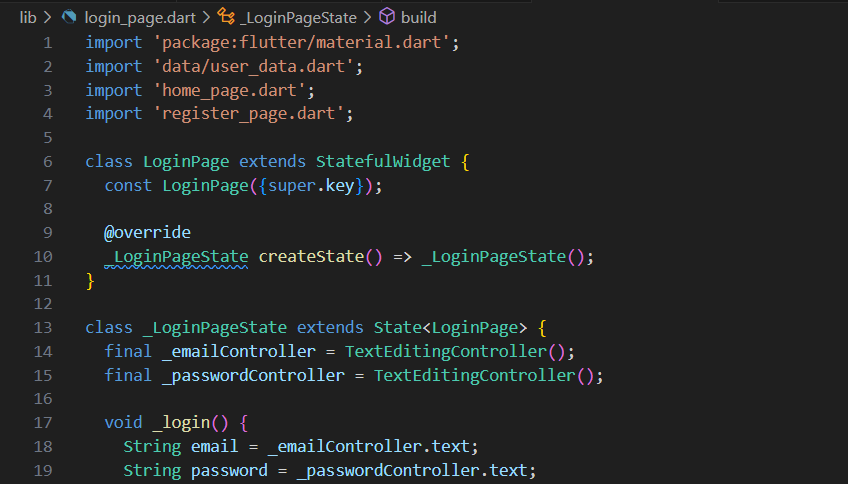 lib > login_page.dart > _LoginPageState > build
1 import 'package:flutter/material.dart';
2 import 'data/user_data.dart';
3 import 'home_page.dart';
4 import 'register_page.dart';
5
6 class LoginPage extends StatefulWidget {
7 const LoginPage({super.key});
8
9 @override
10 _LoginPageState createState() => _LoginPageState();
11 }
12
13 class _LoginPageState extends State<LoginPage> {
14 final _emailController = TextEditingController();
15 final _passwordController = TextEditingController();
16
17 void _login() {
18 String email = _emailController.text;
19 String password = _passwordController.text;